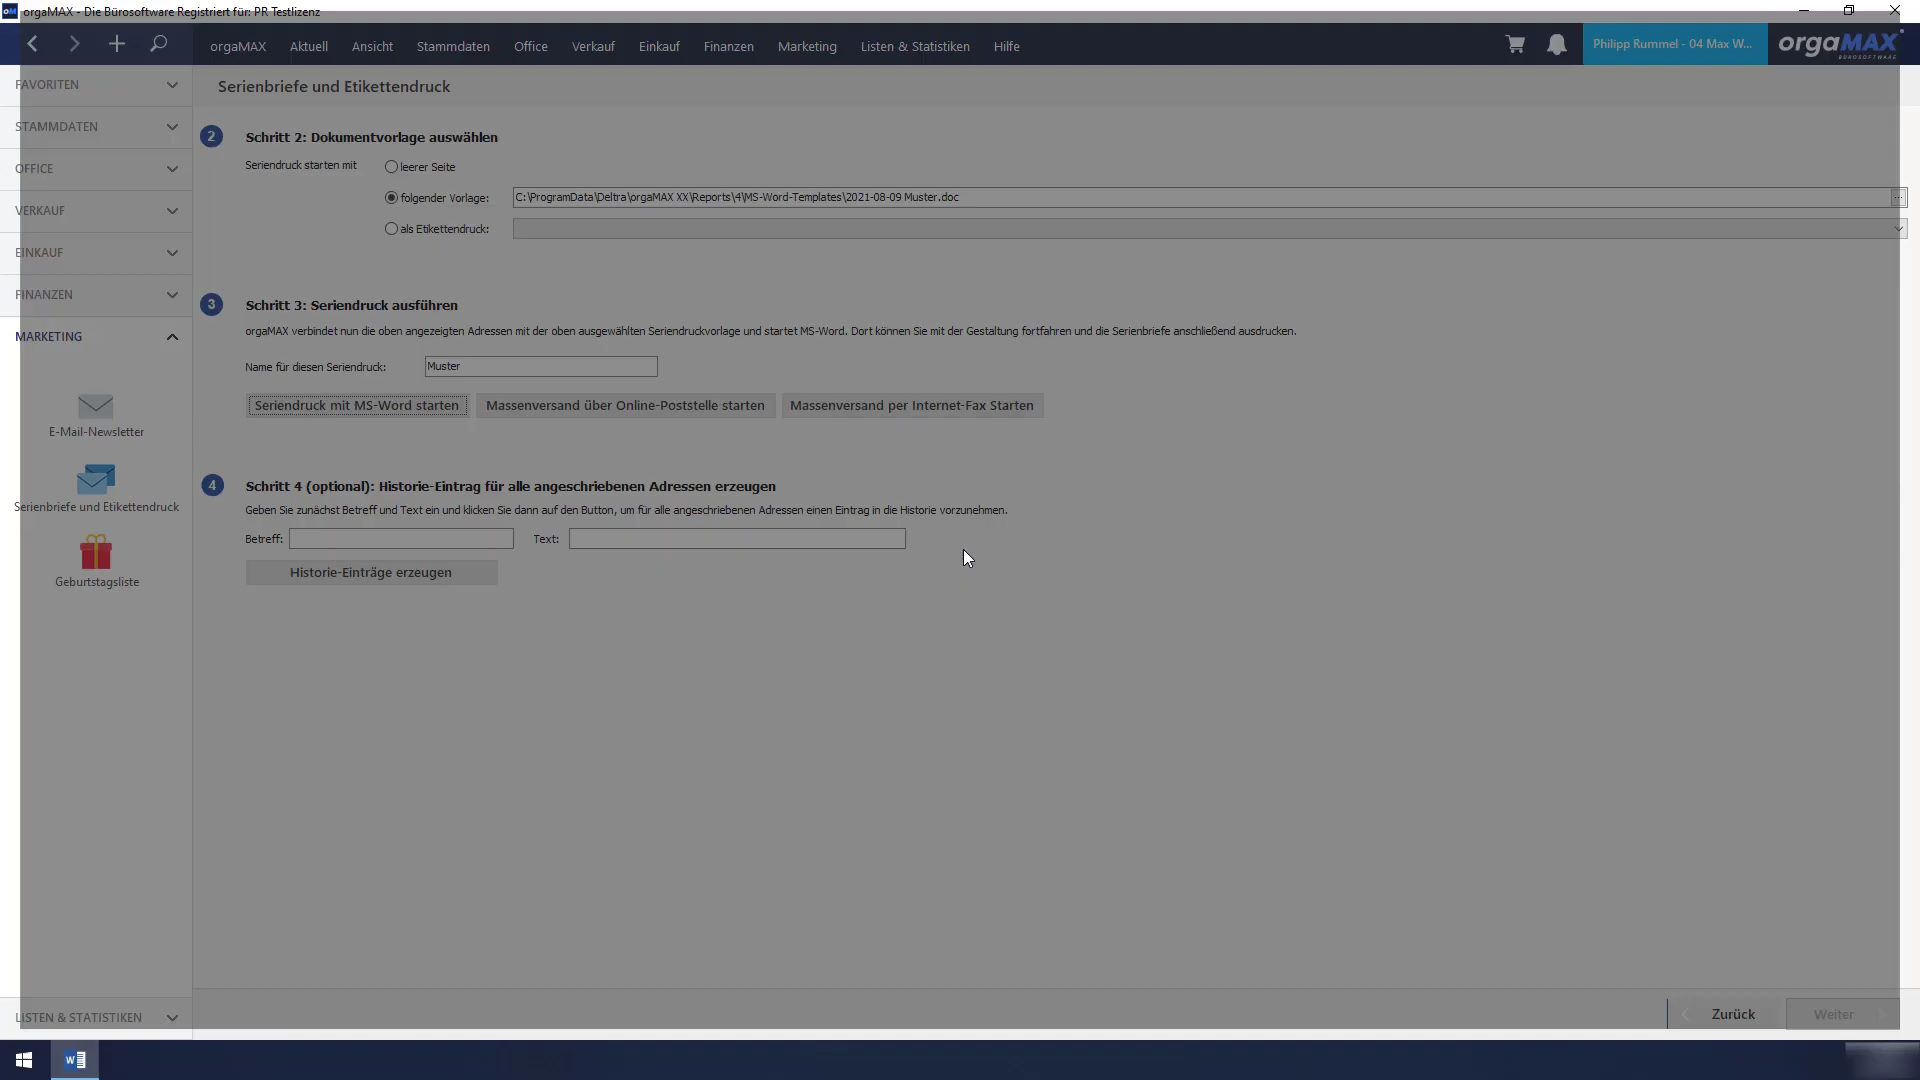 orgaMAX - Die Bürosoftware Registriert für: PR Testlizenz
orgaMAX Aktuell Ansicht Stammdaten Office Verkauf Einkauf Finanzen Marketing Listen & Statistiken Hilfe
Philipp Rummel - 04 Max W...
orgaMAX
BÜROSOFTWARE
FAVORITEN
STAMMDATEN
OFFICE
VERKAUF
EINKAUF
FINANZEN
MARKETING
E-Mail-Newsletter
Serienbriefe und Etikettendruck
Geburtstagsliste
LISTEN & STATISTIKEN
Serienbriefe und Etikettendruck
2 Schritt 2: Dokumentvorlage auswählen
Seriendruck starten mit leerer Seite
folgender Vorlage: C:\ProgramData\Deltra\orgaMAX XX\Reports\4\MS-Word-Templates\2021-08-09 Muster.doc ...
als Etikettendruck:
3 Schritt 3: Seriendruck ausführen
orgaMAX verbindet nun die oben angezeigten Adressen mit der oben ausgewählten Seriendruckvorlage und startet MS-Word. Dort können Sie mit der Gestaltung fortfahren und die Serienbriefe anschließend ausdrucken.
Name für diesen Seriendruck: Muster
Seriendruck mit MS-Word starten Massenversand über Online-Poststelle starten Massenversand per Internet-Fax Starten
4 Schritt 4 (optional): Historie-Eintrag für alle angeschriebenen Adressen erzeugen
Geben Sie zunächst Betreff und Text ein und klicken Sie dann auf den Button, um für alle angeschriebenen Adressen einen Eintrag in die Historie vorzunehmen.
Betreff: Text:
Historie-Einträge erzeugen
Zurück Weiter